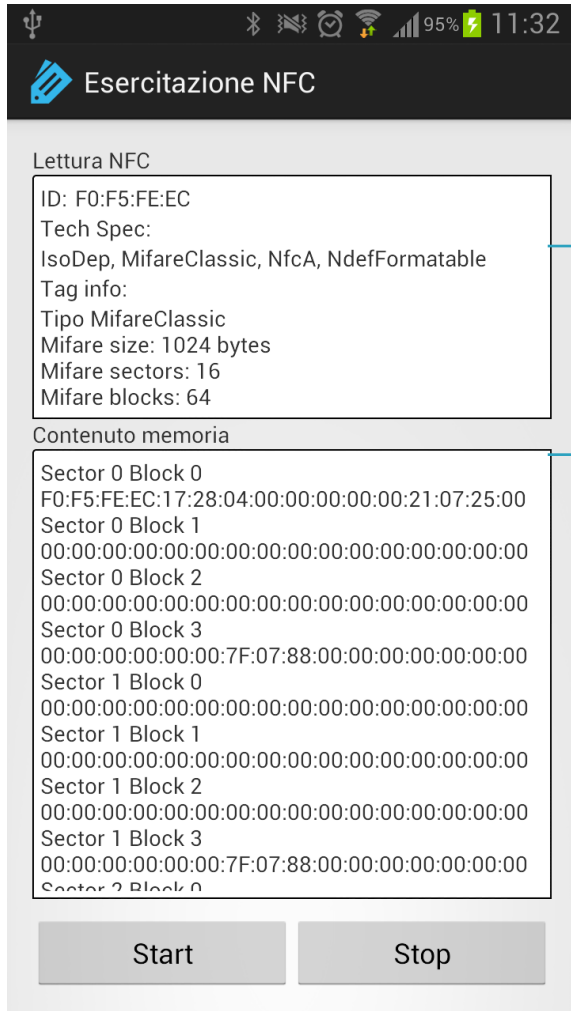 95% 11:32
Esercitazione NFC
Lettura NFC
ID: F0:F5:FE:EC
Tech Spec:
IsoDep, MifareClassic, NfcA, NdefFormatable
Tag info:
Tipo MifareClassic
Mifare size: 1024 bytes
Mifare sectors: 16
Mifare blocks: 64
Contenuto memoria
Sector 0 Block 0
F0:F5:FE:EC:17:28:04:00:00:00:00:00:21:07:25:00
Sector 0 Block 1
00:00:00:00:00:00:00:00:00:00:00:00:00:00:00:00
Sector 0 Block 2
00:00:00:00:00:00:00:00:00:00:00:00:00:00:00:00
Sector 0 Block 3
00:00:00:00:00:00:7F:07:88:00:00:00:00:00:00:00
Sector 1 Block 0
00:00:00:00:00:00:00:00:00:00:00:00:00:00:00:00
Sector 1 Block 1
00:00:00:00:00:00:00:00:00:00:00:00:00:00:00:00
Sector 1 Block 2
00:00:00:00:00:00:00:00:00:00:00:00:00:00:00:00
Sector 1 Block 3
00:00:00:00:00:00:7F:07:88:00:00:00:00:00:00:00
Sector 2 Block 0
Start Stop